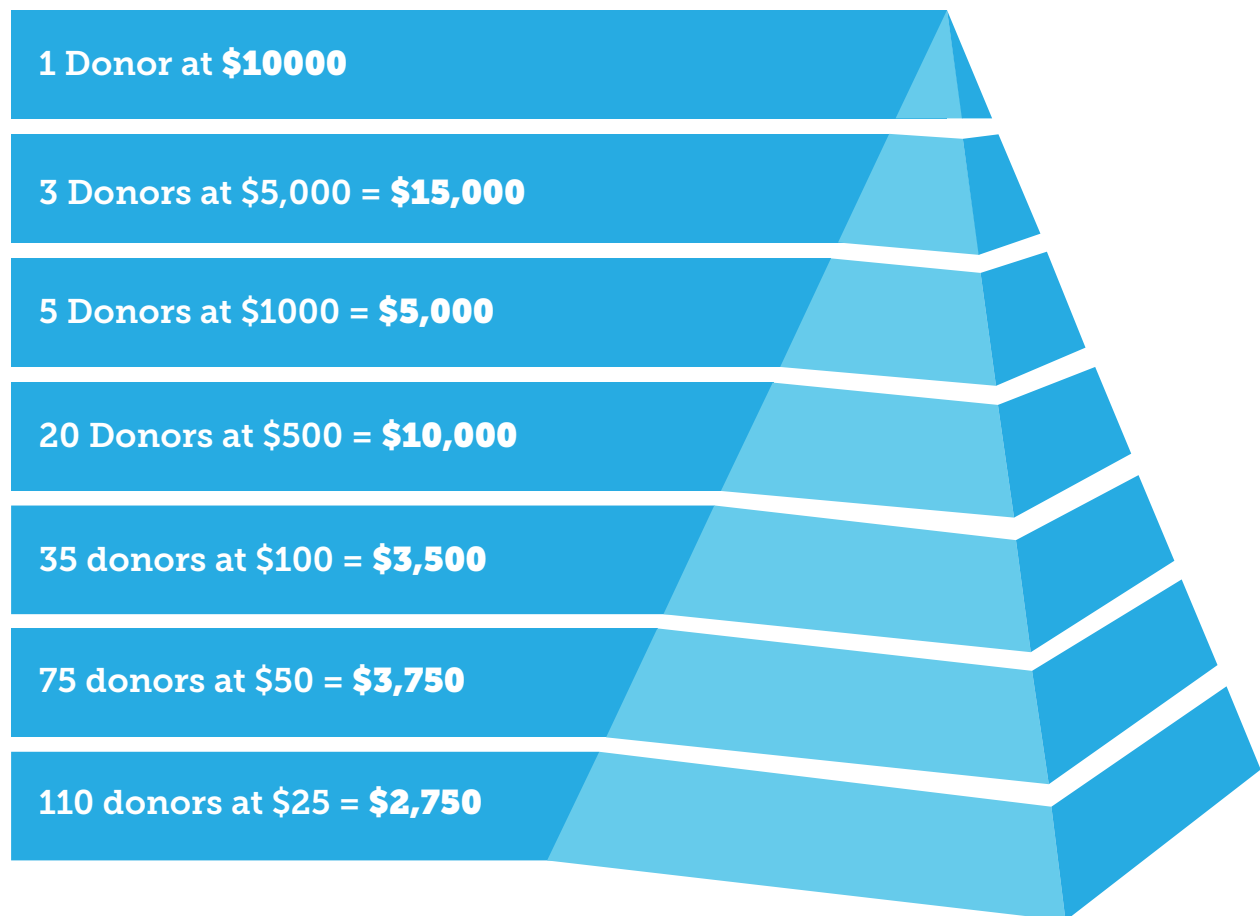 1 Donor at $10000
3 Donors at $5,000 = $15,000
5 Donors at $1000 = $5,000
20 Donors at $500 = $10,000
35 donors at $100 = $3,500
75 donors at $50 = $3,750
110 donors at $25 = $2,750